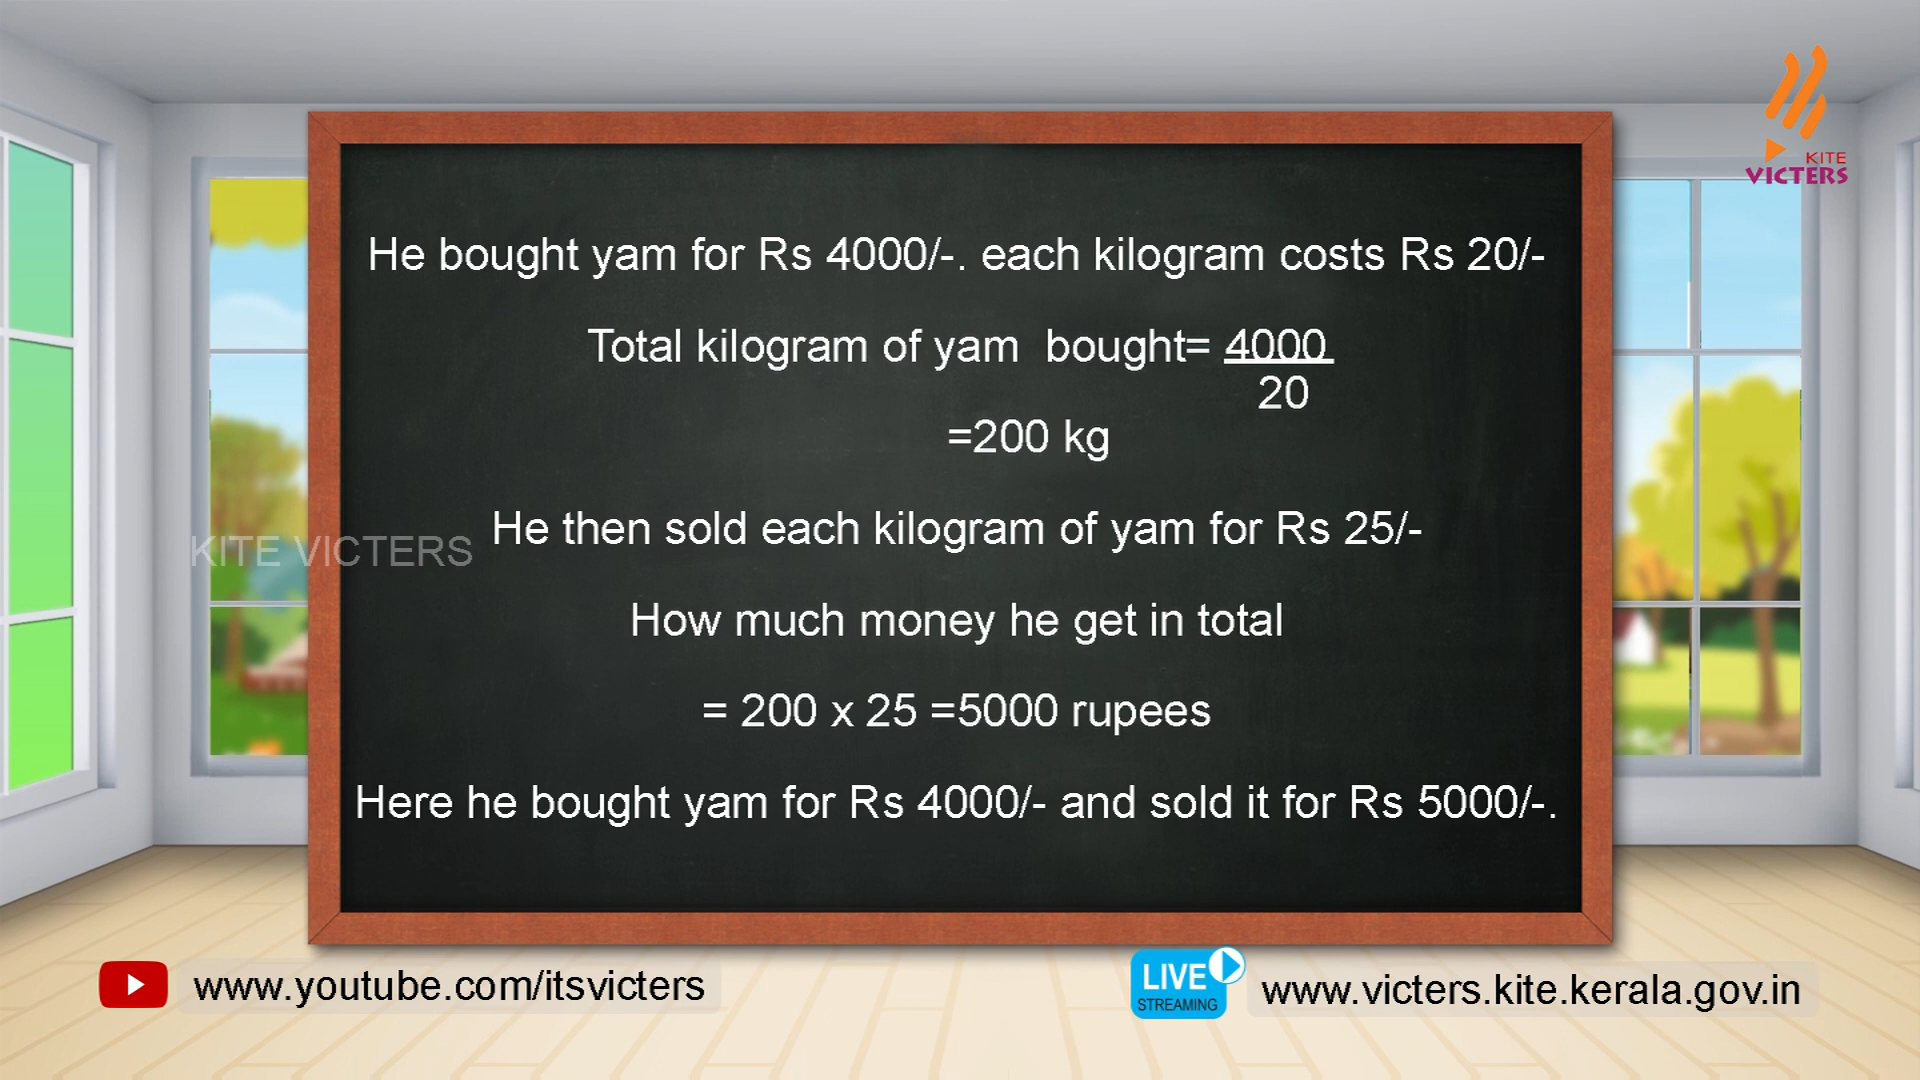 KITE
VICTERS
He bought yam for Rs 4000/-. each kilogram costs Rs 20/-
Total kilogram of yam bought= 4000
20
=200 kg
He then sold each kilogram of yam for Rs 25/-
KITE VICTERS
How much money he get in total
= 200 x 25 =5000 rupees
Here he bought yam for Rs 4000/- and sold it for Rs 5000/-.
www.youtube.com/itsvicters
LIVE
STREAMING
www.victers.kite.kerala.gov.in